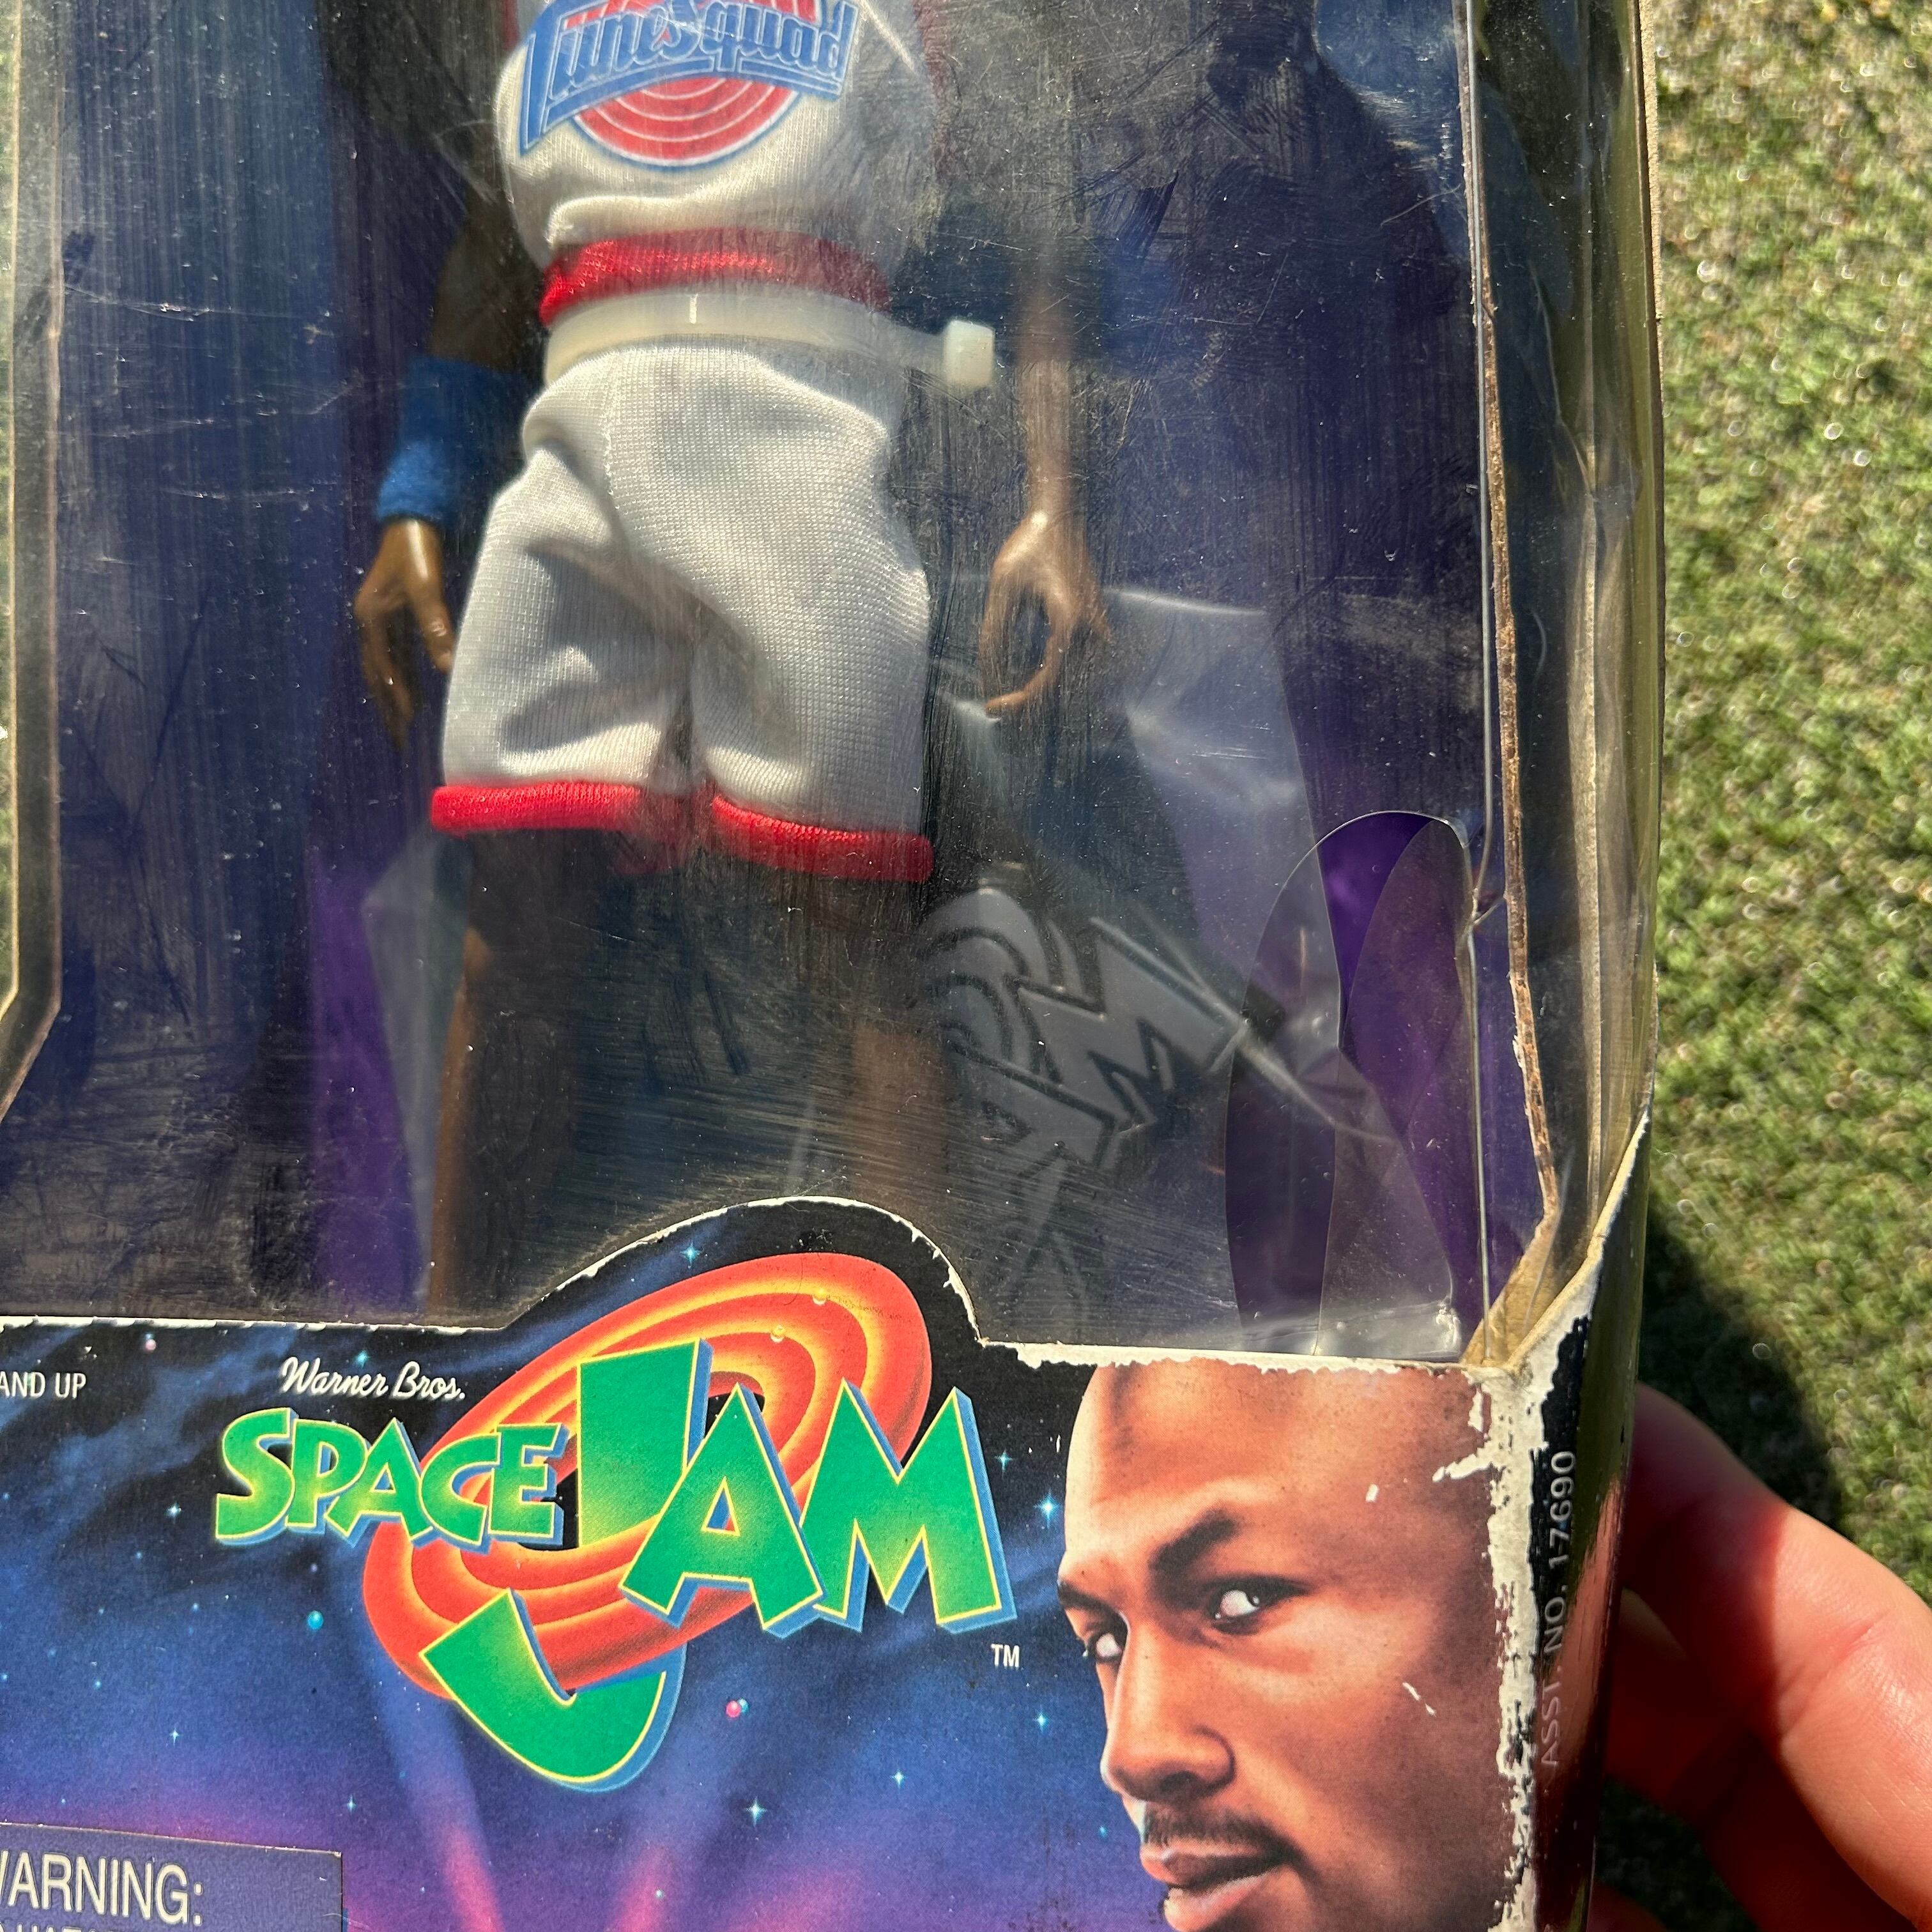 TuneSquad
AND UP
Warner Bros.
SPACE JAM
TM
ASST. NO. 17690
WARNING: